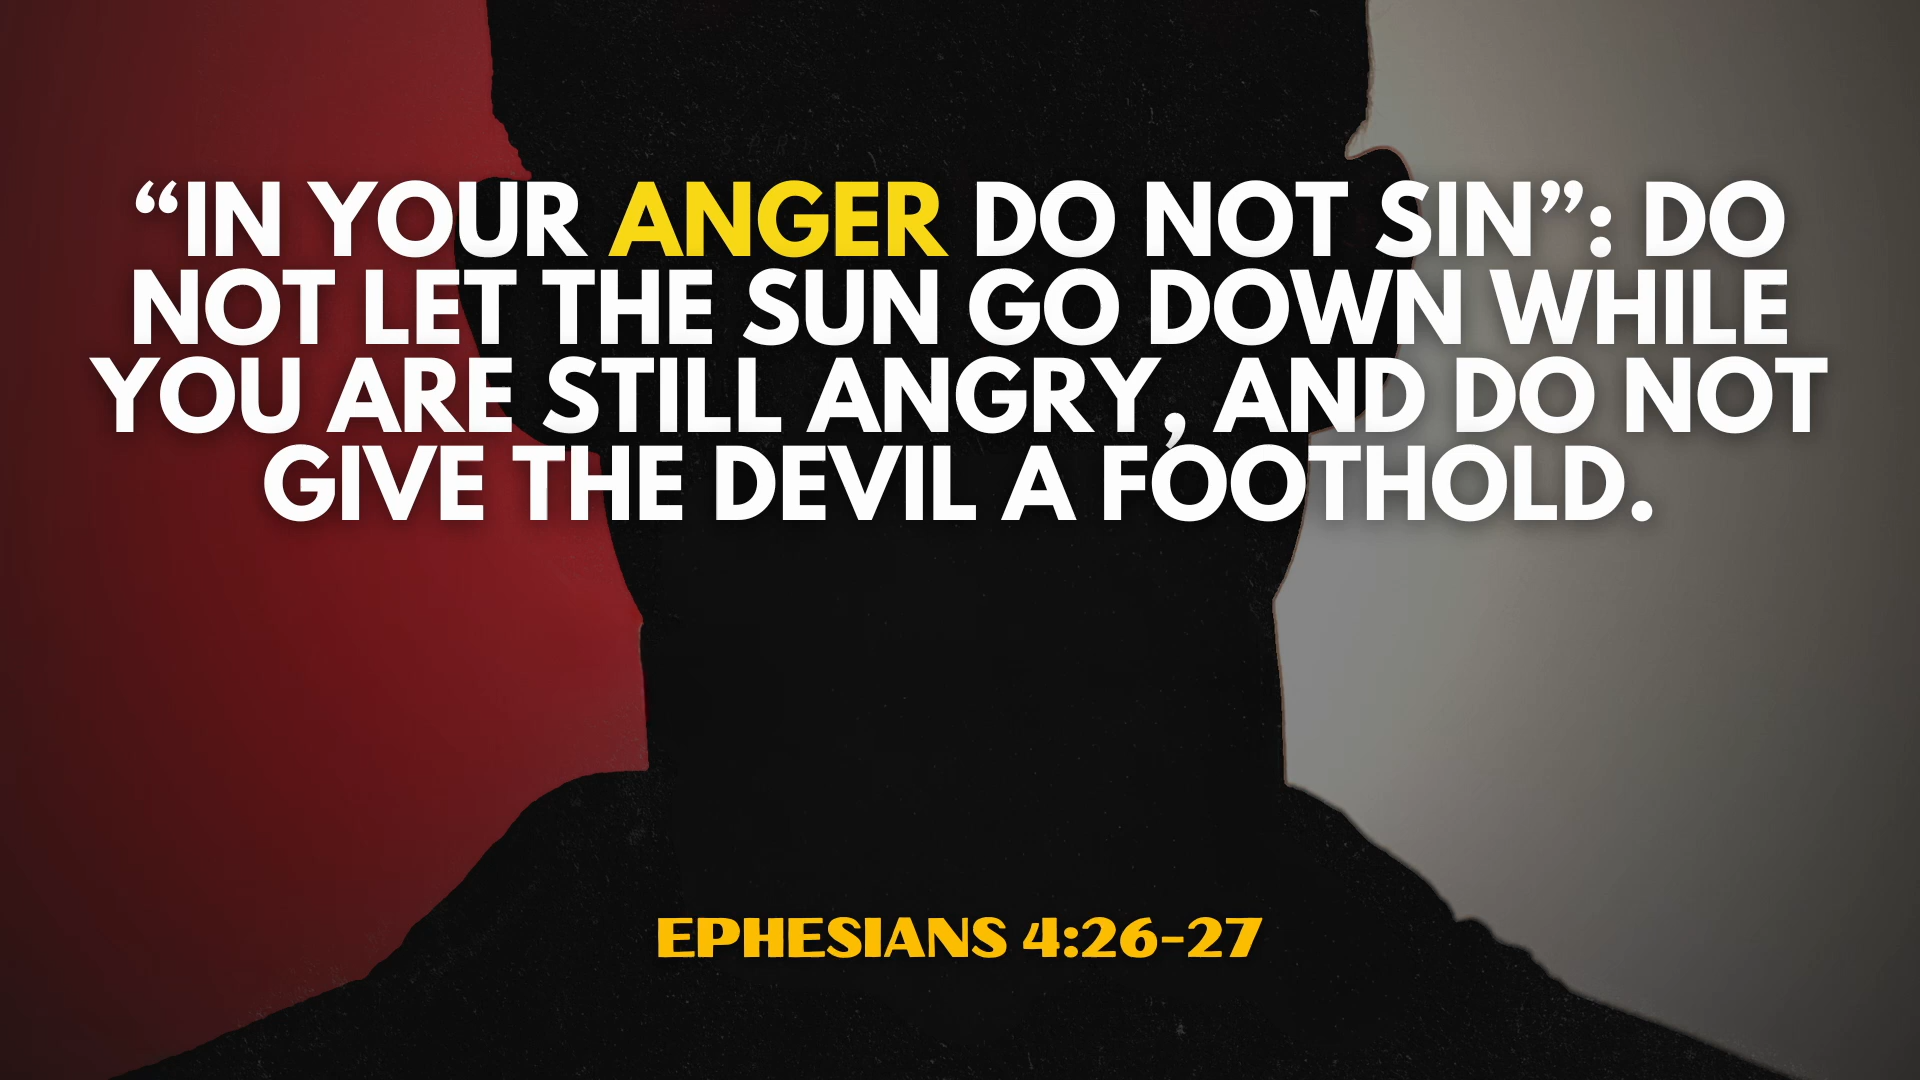 “IN YOUR ANGER DO NOT SIN”: DO
NOT LET THE SUN GO DOWN WHILE
YOU ARE STILL ANGRY, AND DO NOT
GIVE THE DEVIL A FOOTHOLD.
EPHESIANS 4:26-27